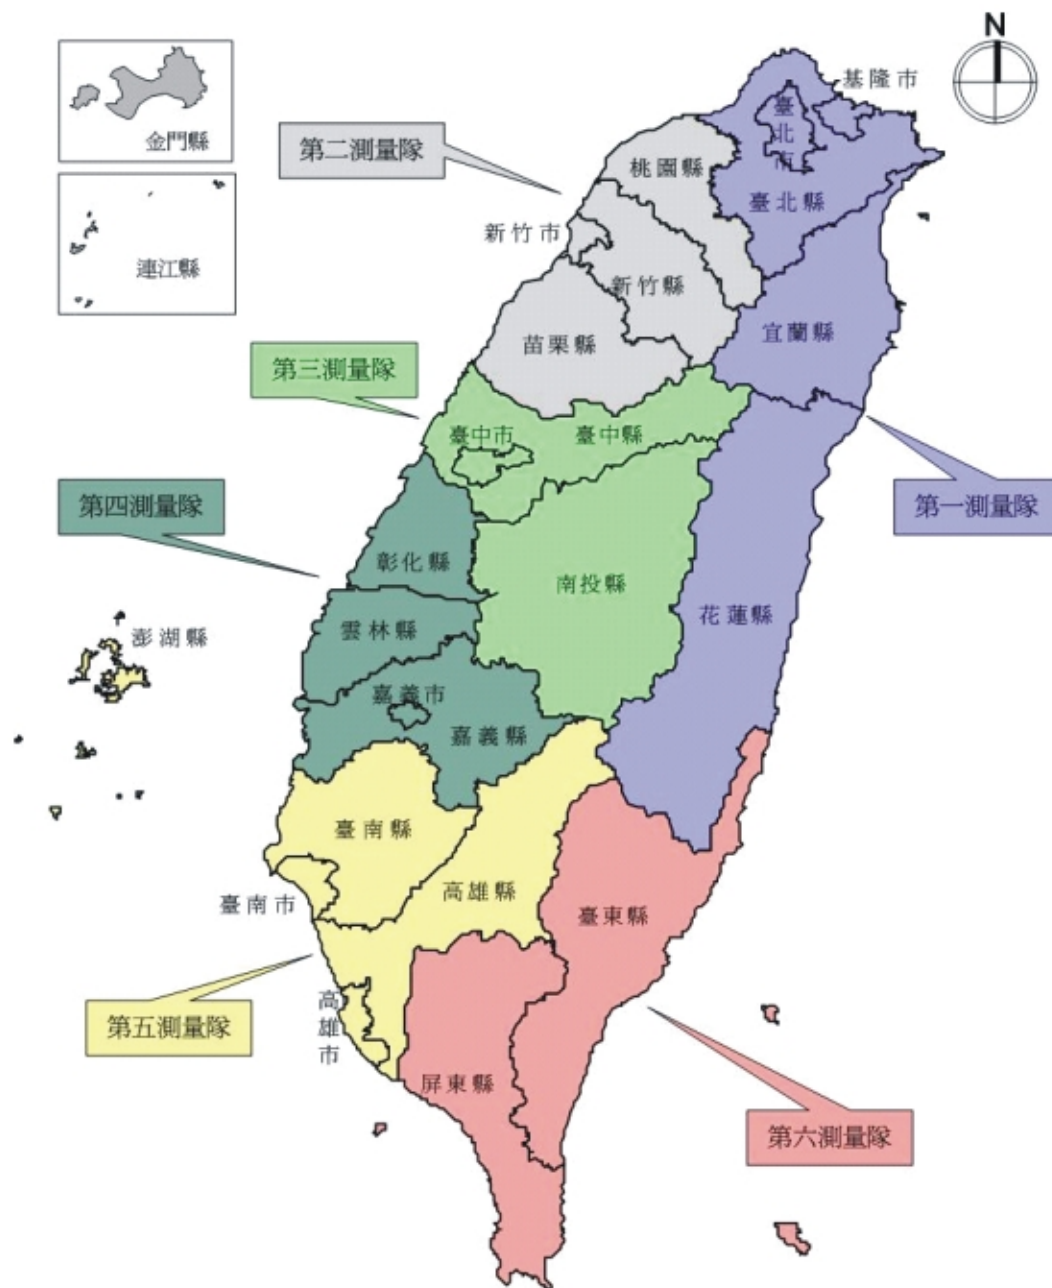 N
基隆市
臺北市
金門縣
第二測量隊
桃園縣
臺北縣
新竹市
連江縣
新竹縣
宜蘭縣
苗栗縣
第三測量隊
臺中市
臺中縣
第四測量隊
第一測量隊
彰化縣
南投縣
花蓮縣
雲林縣
澎湖縣
嘉義市
嘉義縣
臺南縣
高雄縣
臺南市
臺東縣
第五測量隊
高雄市
屏東縣
第六測量隊